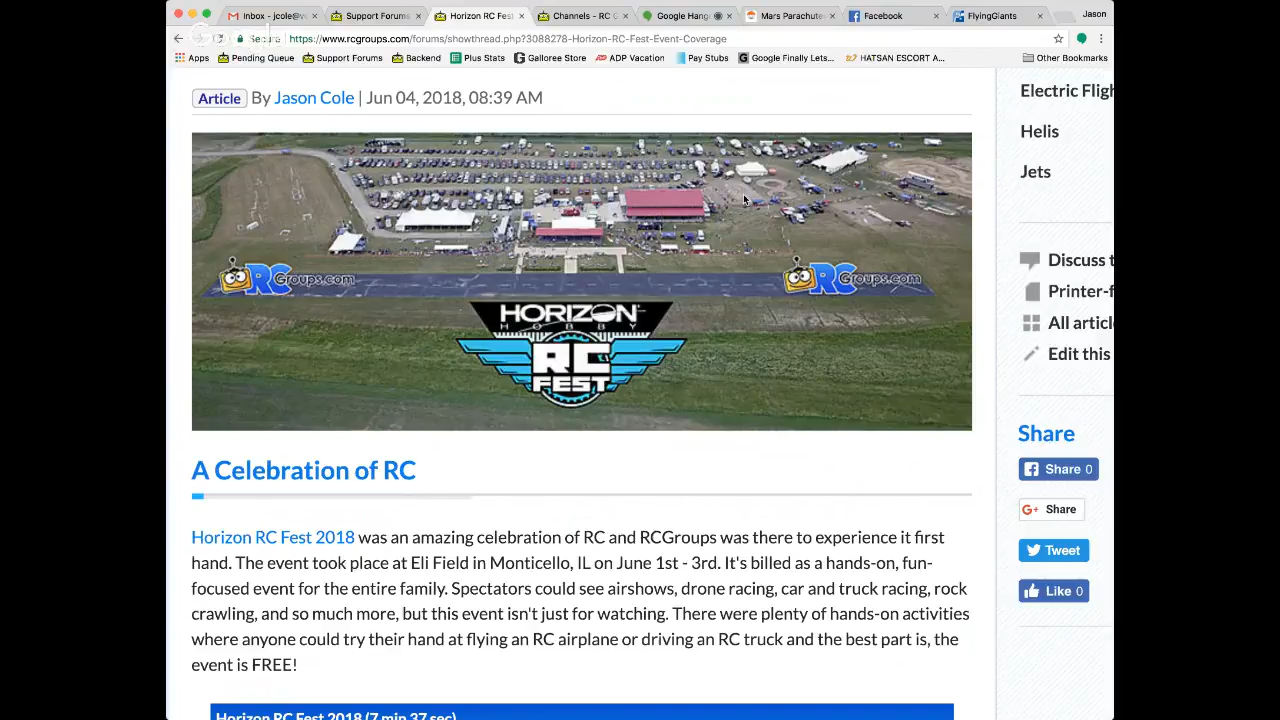 Inbox - jcole@v
Support Forums
Horizon RC Fes
Channels - RC G
Google Hang
Mars Parachute
Facebook
FlyingGiants
Jason
Secure
https://www.rcgroups.com/forums/showthread.php?3088278-Horizon-RC-Fest-Event-Coverage
Apps
Pending Queue
Support Forums
Backend
Plus Stats
Galloree Store
ADP Vacation
Pay Stubs
Google Finally Lets...
HATSAN ESCORT A...
Other Bookmarks
Article By Jason Cole | Jun 04, 2018, 08:39 AM
RCGroups.com
RCGroups.com
HORIZON
HOBBY
RC
FEST
A Celebration of RC
Horizon RC Fest 2018 was an amazing celebration of RC and RCGroups was there to experience it first
hand. The event took place at Eli Field in Monticello, IL on June 1st - 3rd. It's billed as a hands-on, fun-
focused event for the entire family. Spectators could see airshows, drone racing, car and truck racing, rock
crawling, and so much more, but this event isn't just for watching. There were plenty of hands-on activities
where anyone could try their hand at flying an RC airplane or driving an RC truck and the best part is, the
event is FREE!
Horizon RC Fest 2018 (7 min 37 sec)
Electric Fligh
Helis
Jets
Discuss t
Printer-f
All articl
Edit this
Share
Share 0
Share
Tweet
Like 0